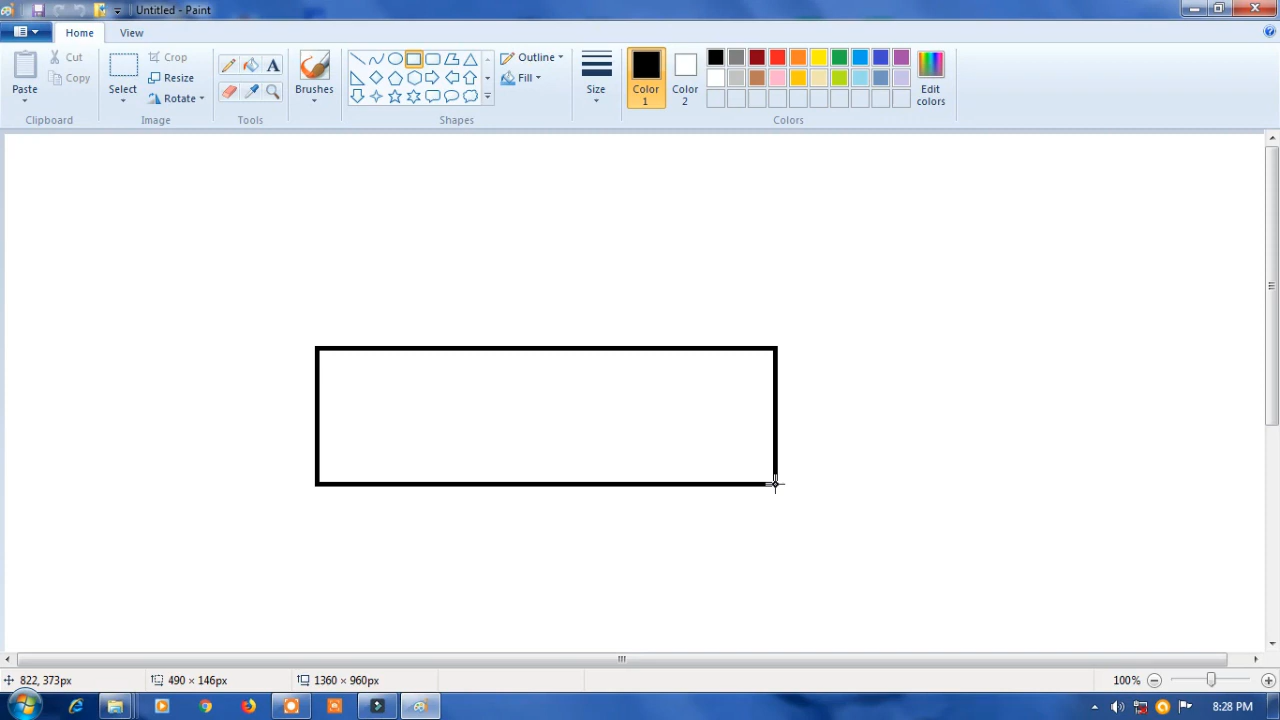 Untitled - Paint
Home View
Paste
Cut
Copy
Clipboard
Select
Crop
Resize
Rotate
Image
A
Tools
Brushes
Shapes
Outline
Fill
Size
Color
1
Color
2
Edit
colors
Colors
822, 373px 490 × 146px 1360 × 960px 100%
8:28 PM